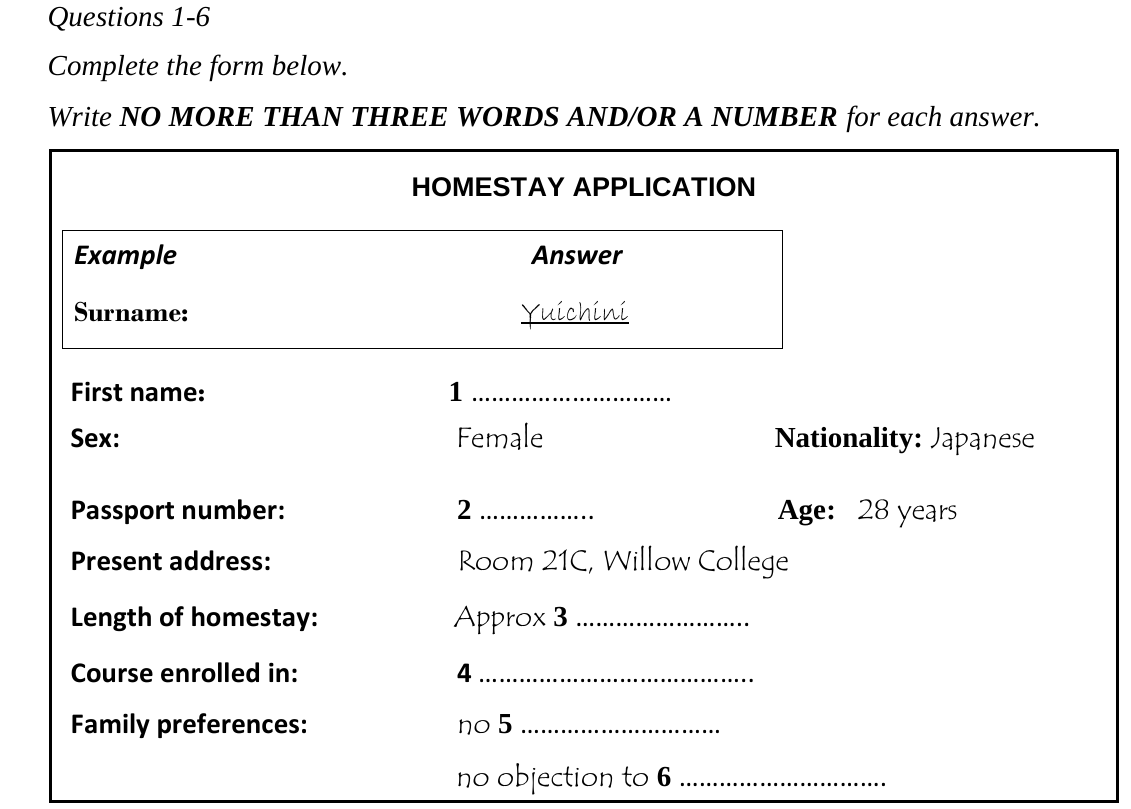 Questions 1-6
Complete the form below.
Write NO MORE THAN THREE WORDS AND/OR A NUMBER for each answer.
HOMESTAY APPLICATION
Example Answer
Surname: Yuichini
First name: 1 ...........................
Sex: Female Nationality: Japanese
Passport number: 2 ................. Age: 28 years
Present address: Room 21C, Willow College
Length of homestay: Approx 3 ..........................
Course enrolled in: 4 .....................................
Family preferences: no 5 ...........................
no objection to 6 ...............................